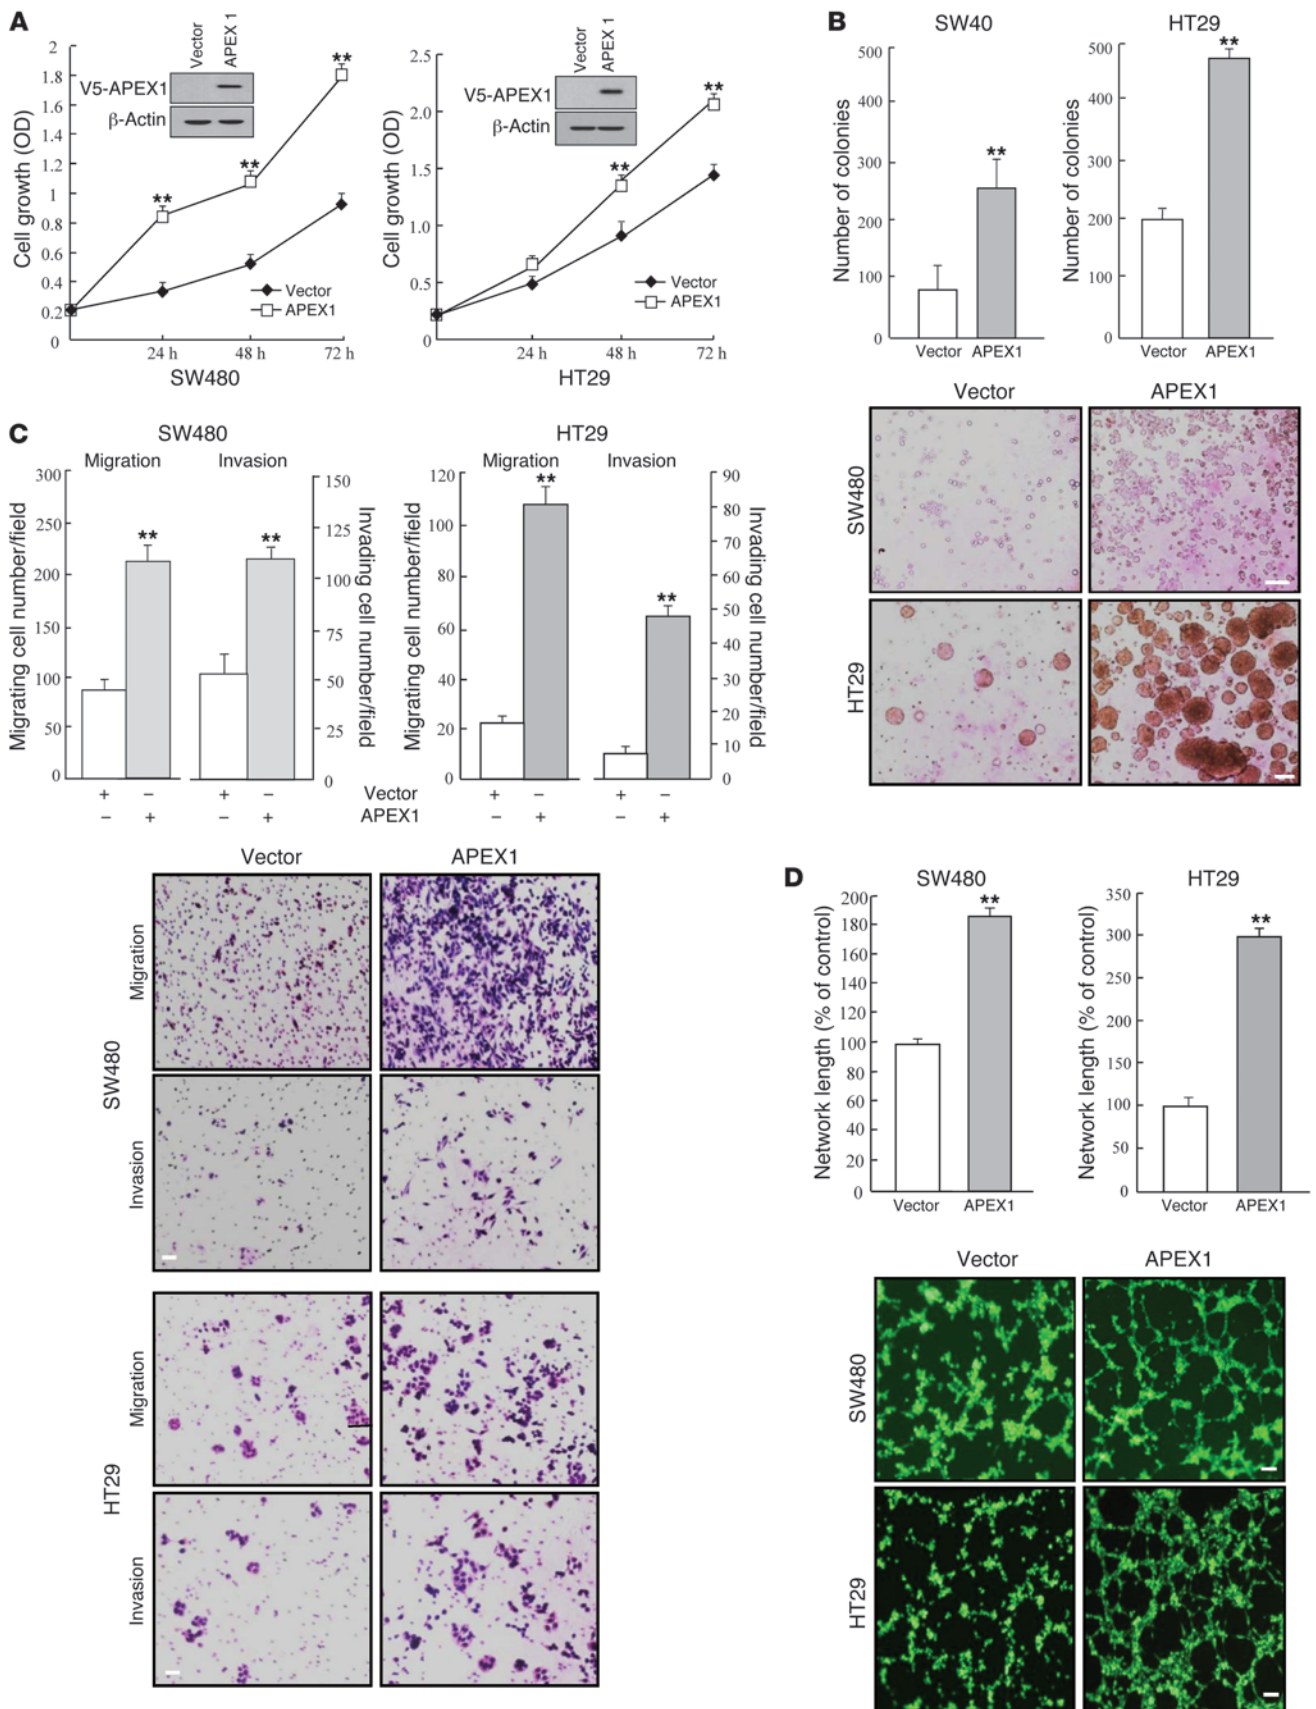 A
Vector
APEX 1
V5-APEX1
β-Actin
**
**
**
Cell growth (OD)
2
1.8
1.6
1.4
1.2
1
0.8
0.6
0.4
0.2
0
Vector
APEX1
24 h
48 h
72 h
SW480
Vector
APEX 1
V5-APEX1
β-Actin
**
**
Cell growth (OD)
2.5
2.0
1.5
1.0
0.5
0
Vector
APEX1
24 h
48 h
72 h
HT29
B
SW40
Number of colonies
500
400
300
200
100
0
**
Vector
APEX1
HT29
Number of colonies
500
400
300
200
100
0
**
Vector
APEX1
Vector
APEX1
SW480
HT29
C
SW480
Migration
Invasion
Migrating cell number/field
300
250
200
150
100
50
0
**
**
150
125
100
75
50
25
0
Invading cell number/field
+ – + –
– + – +
HT29
Migration
Invasion
Migrating cell number/field
120
100
80
60
40
20
0
**
**
90
80
70
60
50
40
30
20
10
0
Invading cell number/field
Vector + – + –
APEX1 – + – +
Vector
APEX1
SW480
Migration
Invasion
HT29
Migration
Invasion
D
SW480
Network length (% of control)
200
180
160
140
120
100
80
60
40
20
0
**
Vector
APEX1
HT29
Network length (% of control)
350
300
250
200
150
100
50
0
**
Vector
APEX1
Vector
APEX1
SW480
HT29